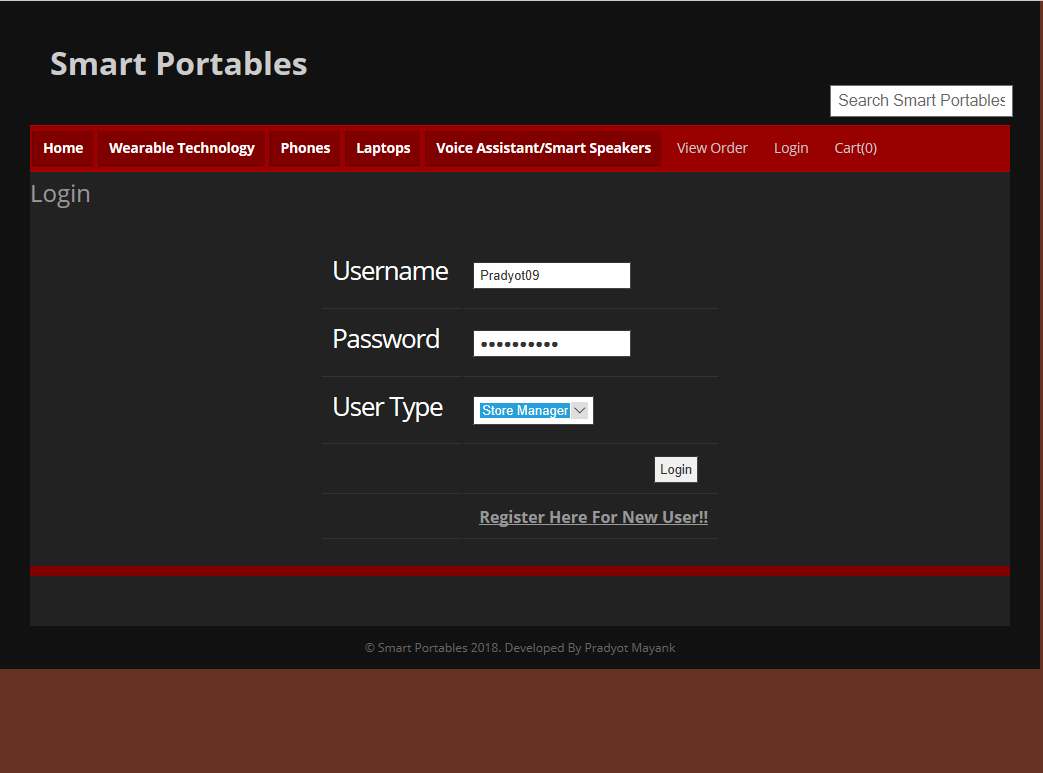 Smart Portables
Search Smart Portables
Home Wearable Technology Phones Laptops Voice Assistant/Smart Speakers View Order Login Cart(0)
Login
Username Pradyot09
Password ••••••••••
User Type Store Manager
Login
Register Here For New User!!
© Smart Portables 2018. Developed By Pradyot Mayank